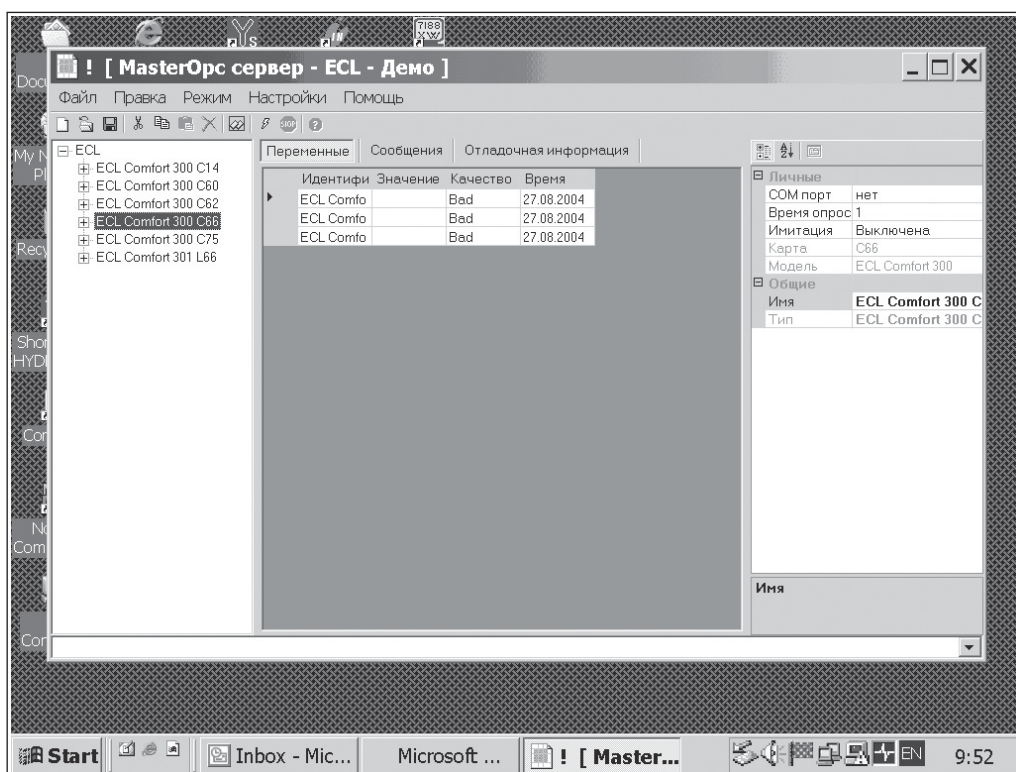 7188
XW
! [ MasterOpc сервер - ECL - Демо ]
Файл Правка Режим Настройки Помощь
STOP
ECL
ECL Comfort 300 C14
ECL Comfort 300 C60
ECL Comfort 300 C62
ECL Comfort 300 C66
ECL Comfort 300 C75
ECL Comfort 301 L66
Переменные Сообщения Отладочная информация
Идентифи Значение Качество Время
ECL Comfo Bad 27.08.2004
ECL Comfo Bad 27.08.2004
ECL Comfo Bad 27.08.2004
Личные
COM порт нет
Время опрос 1
Имитация Выключена
Карта C66
Модель ECL Comfort 300
Общие
Имя ECL Comfort 300 C
Тип ECL Comfort 300 C
Имя
Start Inbox - Mic... Microsoft ... ! [ Master... EN 9:52